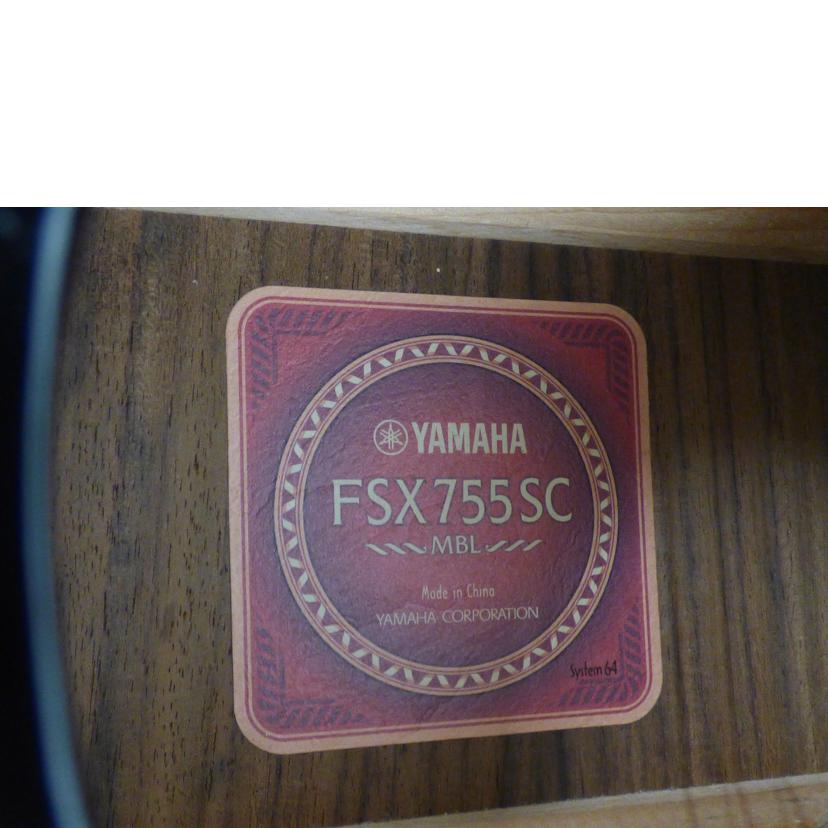 YAMAHA
FSX755SC
MBL
Made in China
YAMAHA CORPORATION
System 64